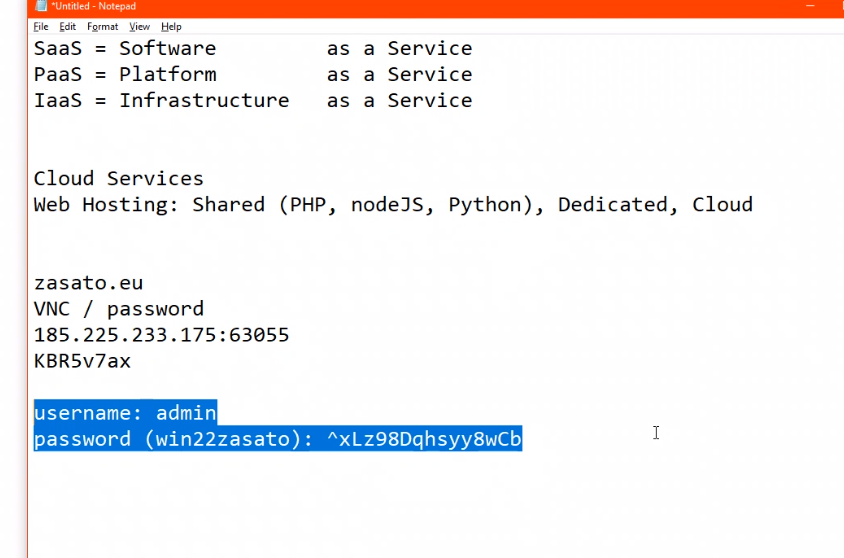 *Untitled - Notepad
File Edit Format View Help
SaaS = Software as a Service
PaaS = Platform as a Service
IaaS = Infrastructure as a Service
Cloud Services
Web Hosting: Shared (PHP, nodeJS, Python), Dedicated, Cloud
zasato.eu
VNC / password
185.225.233.175:63055
KBR5v7ax
username: admin
password (win22zasato): ^xLz98Dqhsyy8wCb